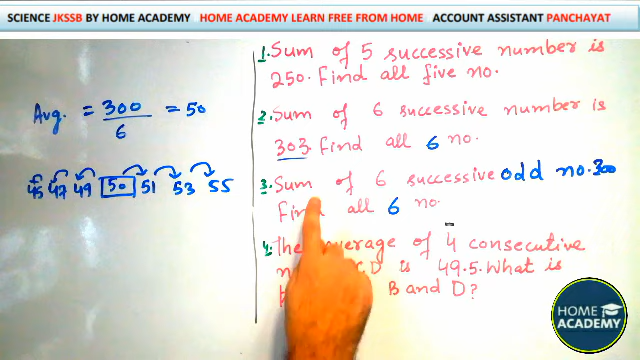 SCIENCE JKSSB BY HOME ACADEMY HOME ACADEMY LEARN FREE FROM HOME ACCOUNT ASSISTANT PANCHAYAT
Avg. = 300/6 = 50
45 47 49 50 51 53 55
1. Sum of 5 successive number is
250. Find all five no.
2. Sum of 6 successive number is
303. Find all 6 no.
3. Sum of 6 successive odd no. 300
Find all 6 no.
4. The average of 4 consecutive
C,D is 49.5. What is
B and D?
HOME
ACADEMY